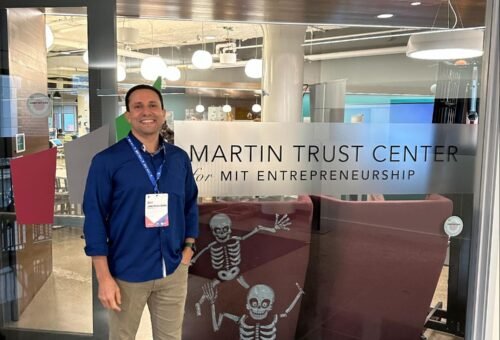 MARTIN TRUST CENTER
for MIT ENTREPRENEURSHIP